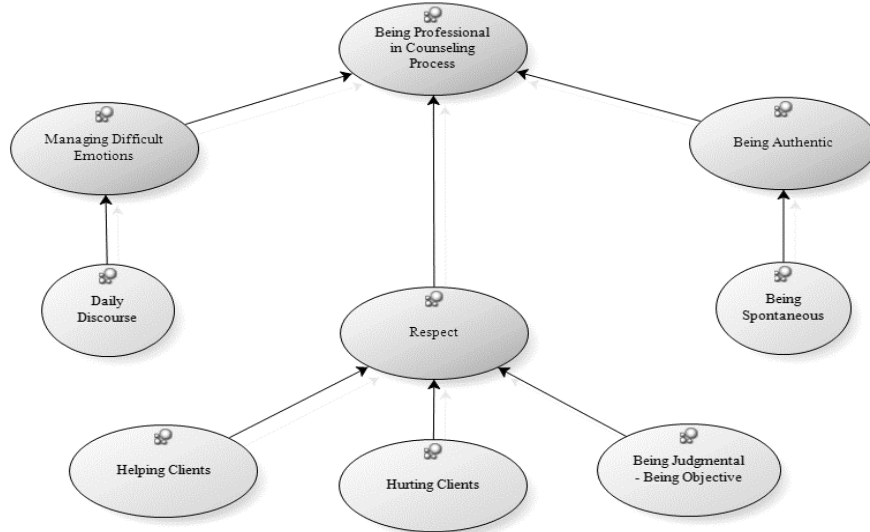 Being Professional
in Counseling
Process
Managing Difficult
Emotions
Being Authentic
Daily
Discourse
Being
Spontaneous
Respect
Helping Clients
Hurting Clients
Being Judgmental
- Being Objective